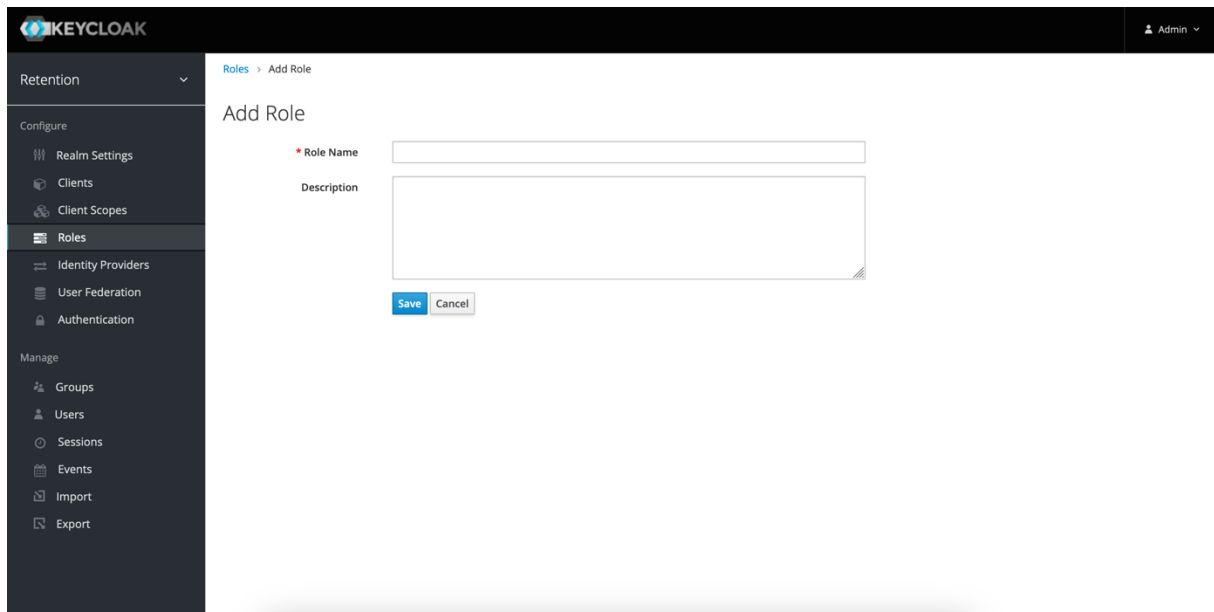 KEYCLOAK
Admin
Retention
Roles > Add Role
Add Role
Configure
* Role Name
Realm Settings
Clients
Description
Client Scopes
Roles
Identity Providers
User Federation
Save Cancel
Authentication
Manage
Groups
Users
Sessions
Events
Import
Export